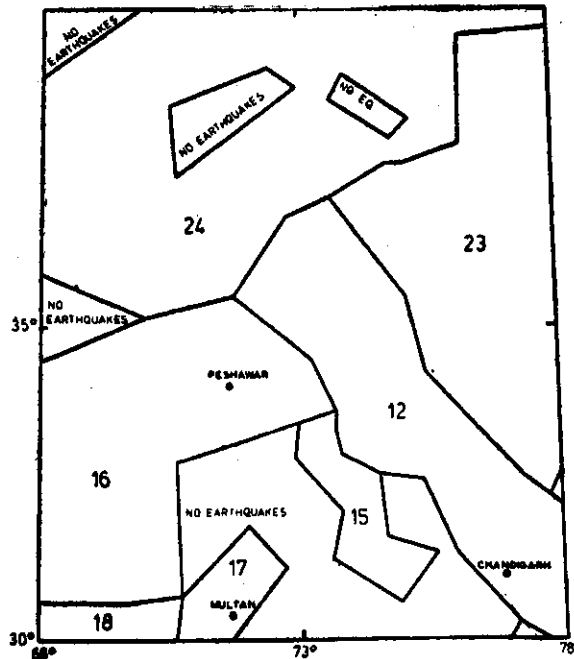 NO
EARTHQUAKES
NO EARTHQUAKES
NO EQ
24
23
NO
EARTHQUAKES
35°
PESHAWAR
12
16
NO EARTHQUAKES
15
17
CHANDIGARH
MULTAN
18
30°
68°
73°
78